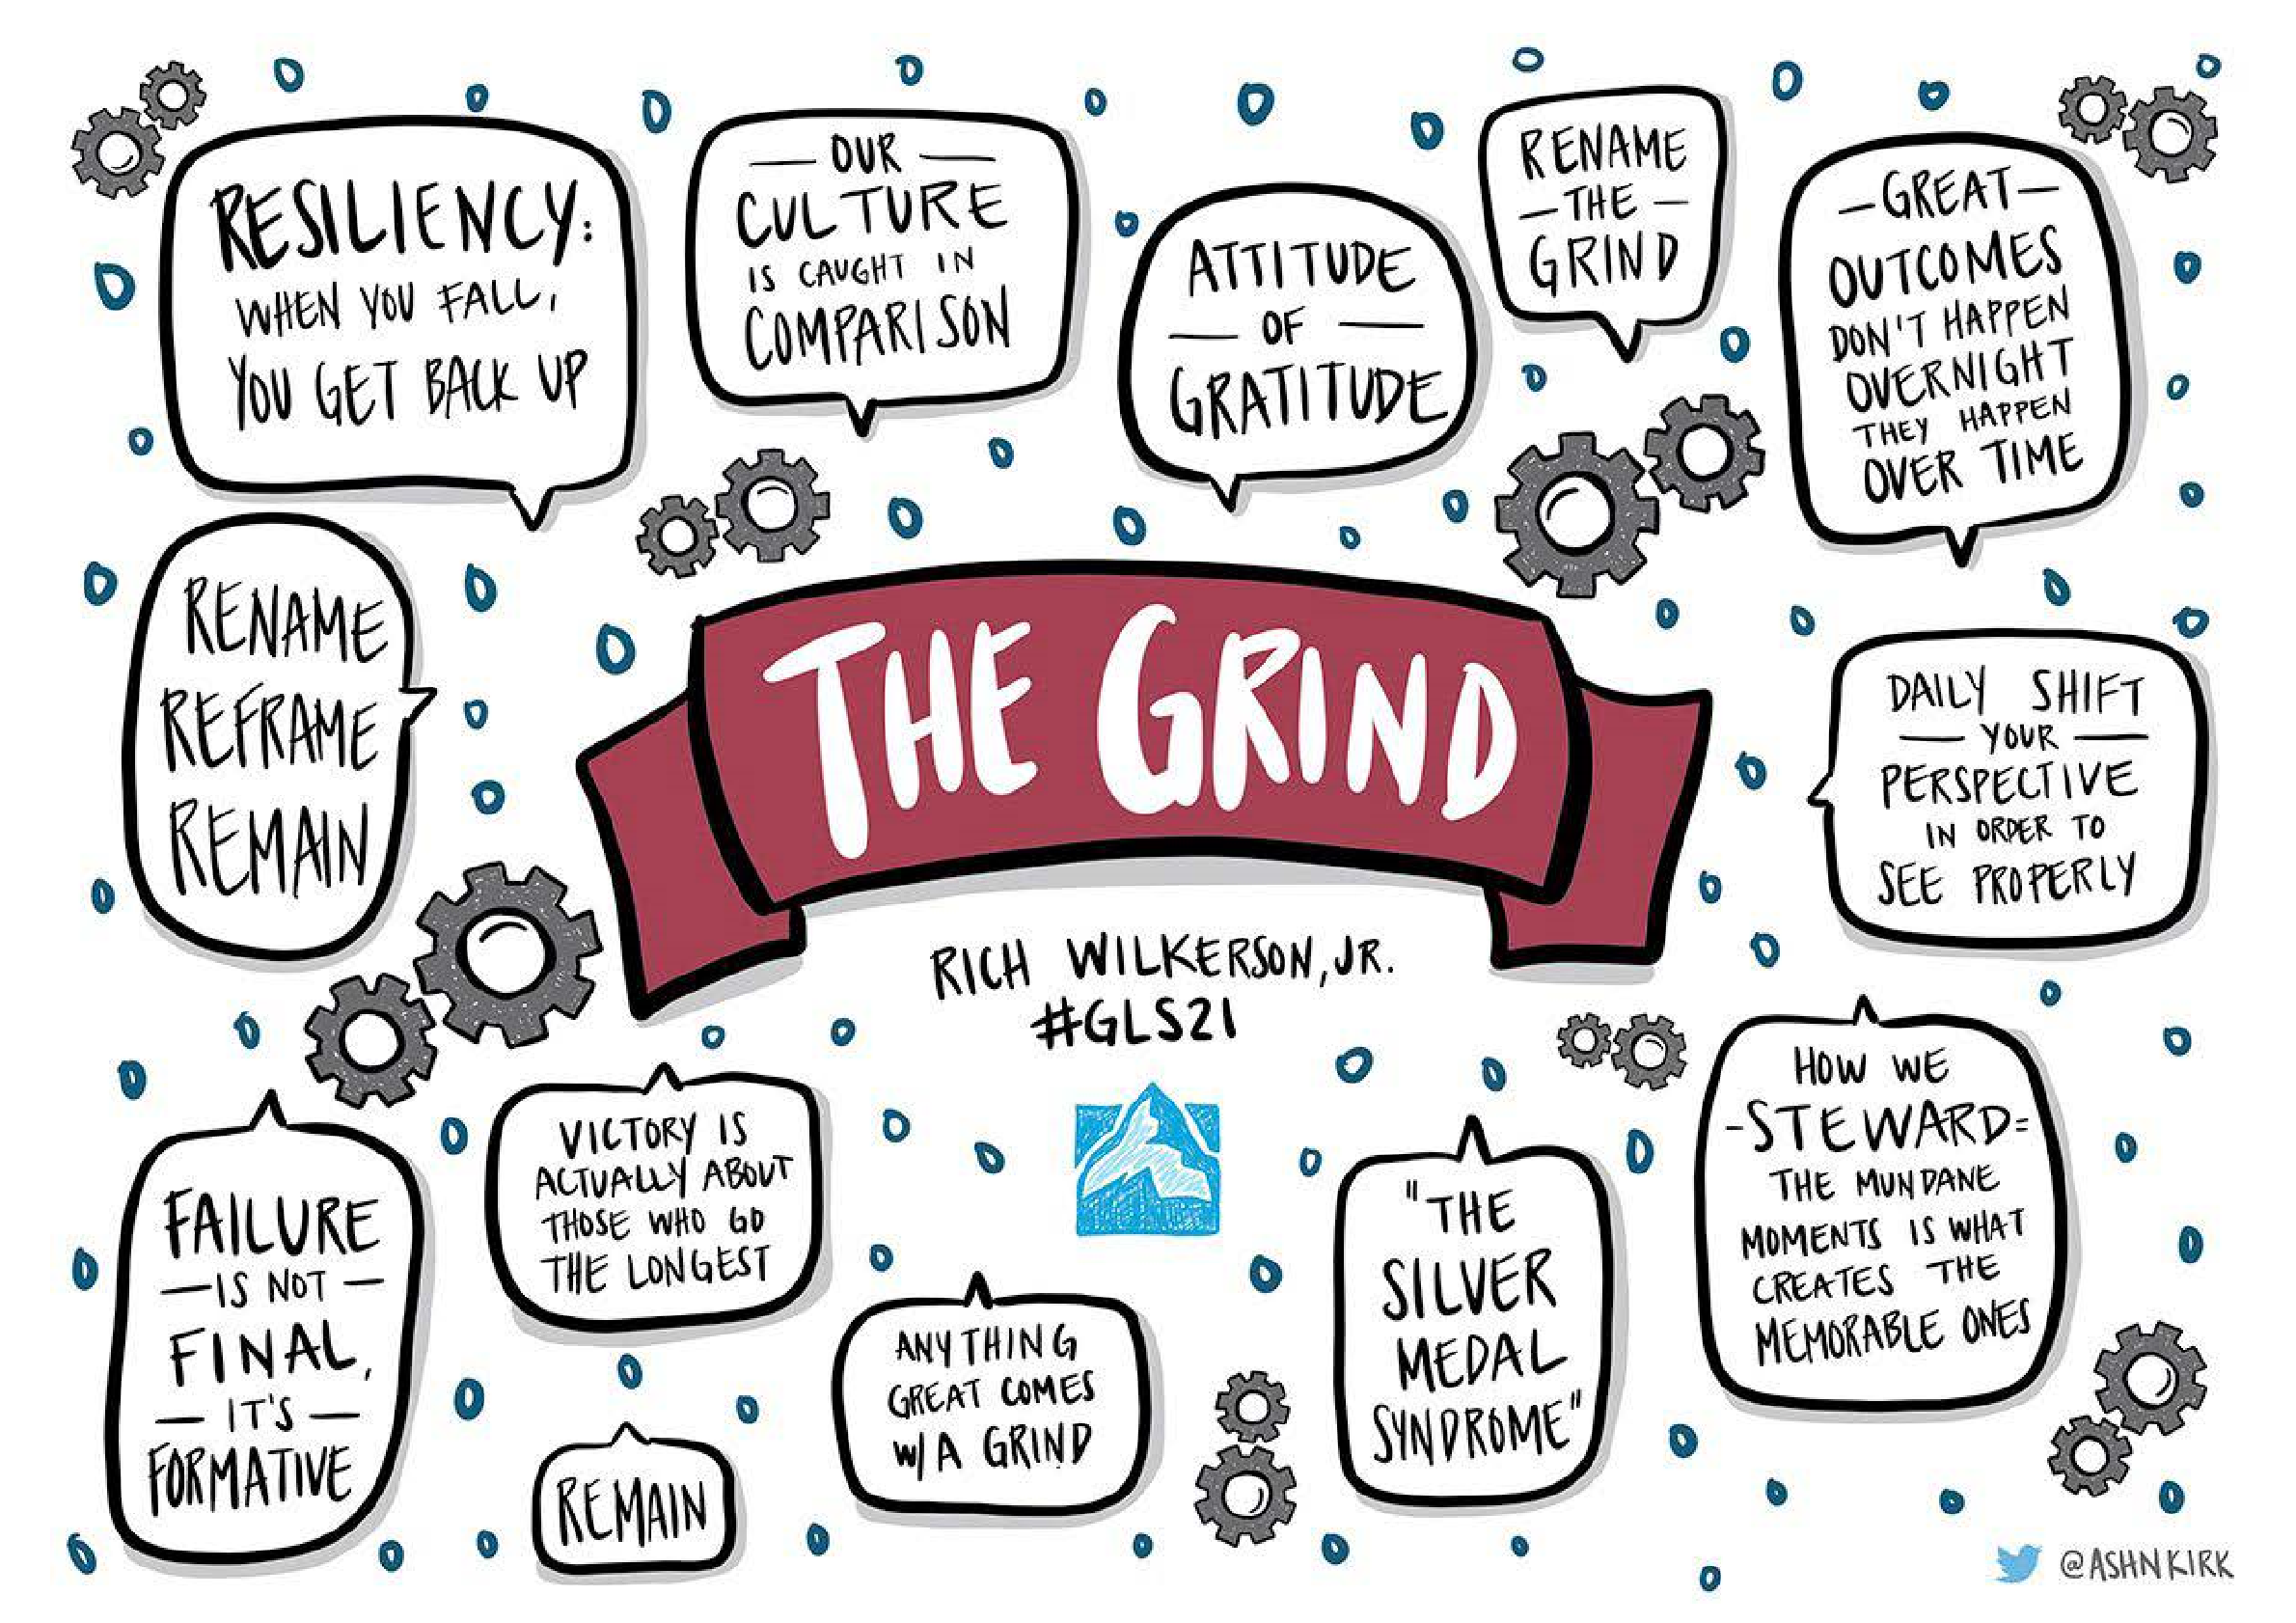 RESILIENCY:
WHEN YOU FALL,
YOU GET BACK UP
OUR
CULTURE
IS CAUGHT IN
COMPARISON
ATTITUDE
OF
GRATITUDE
RENAME
THE
GRIND
GREAT
OUTCOMES
DON'T HAPPEN
OVERNIGHT
THEY HAPPEN
OVER TIME
RENAME
REFRAME
REMAIN
THE GRIND
RICH WILKERSON, JR.
#GLS21
DAILY SHIFT
YOUR
PERSPECTIVE
IN ORDER TO
SEE PROPERLY
FAILURE
IS NOT
FINAL,
IT'S
FORMATIVE
VICTORY IS
ACTUALLY ABOUT
THOSE WHO GO
THE LONGEST
REMAIN
ANYTHING
GREAT COMES
W/A GRIND
"THE
SILVER
MEDAL
SYNDROME"
HOW WE
STEWARD
THE MUNDANE
MOMENTS IS WHAT
CREATES THE
MEMORABLE ONES
@ASHNKIRK